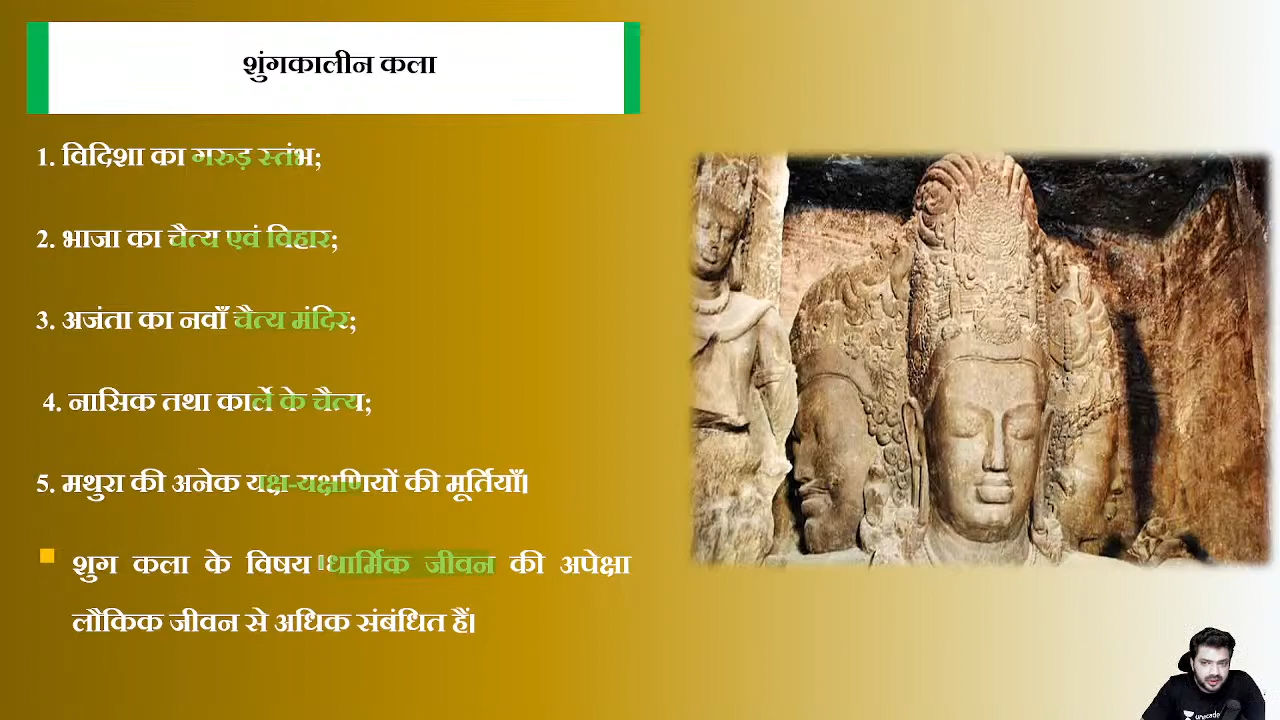 शुंगकालीन कला
1. विदिशा का गरुड़ स्तंभ;
2. भाजा का चैत्य एवं विहार;
3. अजंता का नवाँ चैत्य मंदिर;
4. नासिक तथा कार्ले के चैत्य;
5. मथुरा की अनेक यक्ष-यक्षणियों की मूर्तियाँ।
शुग कला के विषय धार्मिक जीवन की अपेक्षा
लौकिक जीवन से अधिक संबंधित हैं।